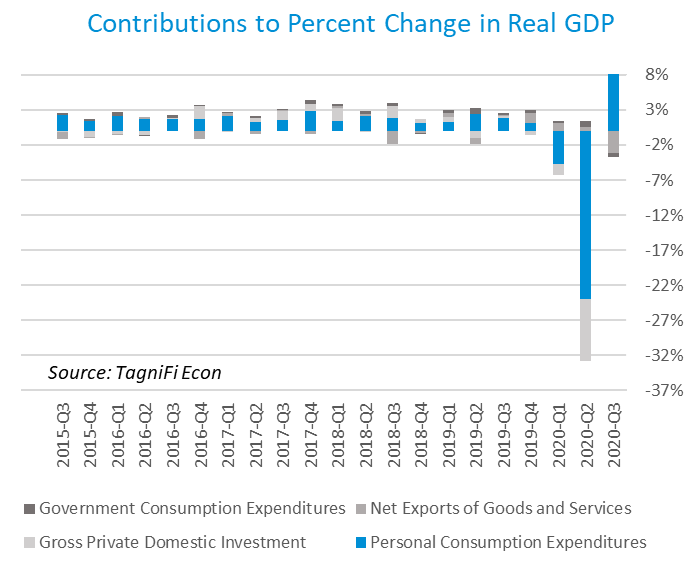 Contributions to Percent Change in Real GDP
8%
3%
-2%
-7%
-12%
-17%
-22%
-27%
-32%
-37%
Source: TagniFi Econ
2015-Q3
2015-Q4
2016-Q1
2016-Q2
2016-Q3
2016-Q4
2017-Q1
2017-Q2
2017-Q3
2017-Q4
2018-Q1
2018-Q2
2018-Q3
2018-Q4
2019-Q1
2019-Q2
2019-Q3
2019-Q4
2020-Q1
2020-Q2
2020-Q3
Government Consumption Expenditures
Net Exports of Goods and Services
Gross Private Domestic Investment
Personal Consumption Expenditures